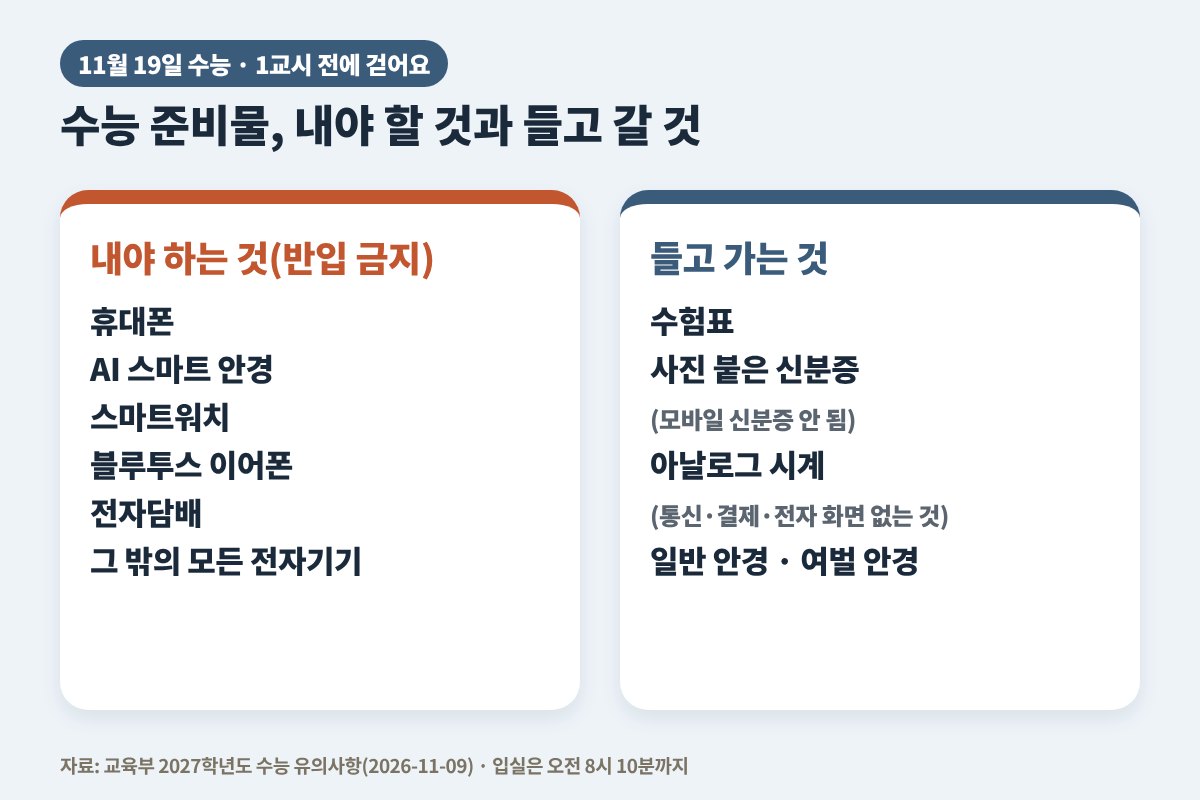 11월 19일 수능 · 1교시 전에 걷어요
수능 준비물, 내야 할 것과 들고 갈 것
내야 하는 것(반입 금지)
휴대폰
AI 스마트 안경
스마트워치
블루투스 이어폰
전자담배
그 밖의 모든 전자기기
들고 가는 것
수험표
사진 붙은 신분증
(모바일 신분증 안 됨)
아날로그 시계
(통신·결제·전자 화면 없는 것)
일반 안경 · 여벌 안경
자료: 교육부 2027학년도 수능 유의사항(2026-11-09) · 입실은 오전 8시 10분까지